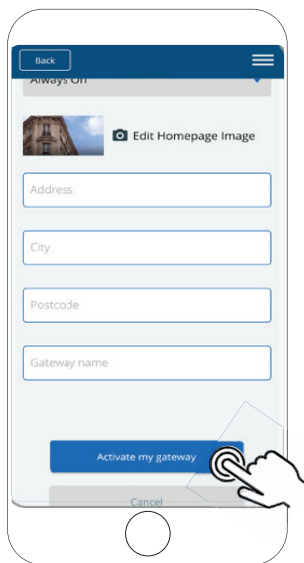 Back
Always On
Edit Homepage Image
Address
City
Postcode
Gateway name
Activate my gateway
Cancel